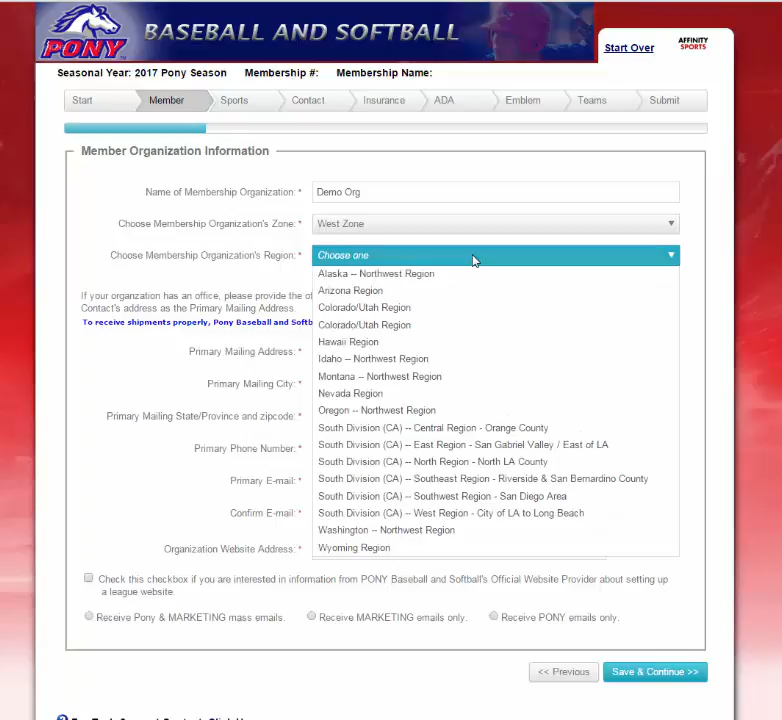 PONY BASEBALL AND SOFTBALL
Start Over
AFFINITY
SPORTS
Seasonal Year: 2017 Pony Season Membership #: Membership Name:
Start Member Sports Contact Insurance ADA Emblem Teams Submit
Member Organization Information
Name of Membership Organization: * Demo Org
Choose Membership Organization's Zone: * West Zone
Choose Membership Organization's Region: * Choose one
Alaska -- Northwest Region
Arizona Region
If your organzation has an office, please provide the of
Colorado/Utah Region
Contact's address as the Primary Mailing Address.
To receive shipments properly, Pony Baseball and Softb
Colorado/Utah Region
Hawaii Region
Primary Mailing Address: *
Idaho -- Northwest Region
Montana -- Northwest Region
Primary Mailing City: *
Nevada Region
Oregon -- Northwest Region
Primary Mailing State/Province and zipcode: *
South Division (CA) -- Central Region - Orange County
South Division (CA) -- East Region - San Gabriel Valley / East of LA
Primary Phone Number: *
South Division (CA) -- North Region - North LA County
South Division (CA) -- Southeast Region - Riverside & San Bernardino County
Primary E-mail: *
South Division (CA) -- Southwest Region - San Diego Area
South Division (CA) -- West Region - City of LA to Long Beach
Confirm E-mail: *
Washington -- Northwest Region
Wyoming Region
Organization Website Address: *
Check this checkbox if you are interested in information from PONY Baseball and Softball's Official Website Provider about setting up
a league website.
Receive Pony & MARKETING mass emails. Receive MARKETING emails only. Receive PONY emails only.
<< Previous Save & Continue >>